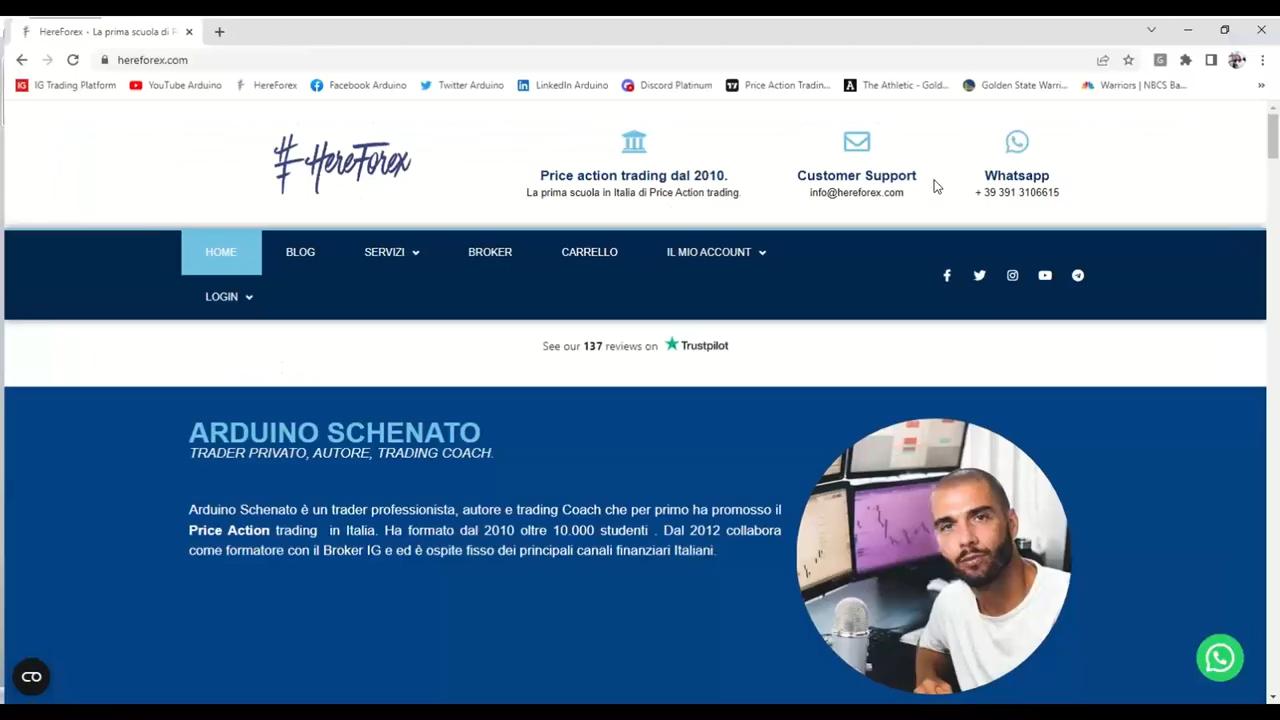 HereForex - La prima scuola di
hereforex.com
IG Trading Platform
YouTube Arduino
HereForex
Facebook Arduino
Twitter Arduino
LinkedIn Arduino
Discord Platinum
Price Action Tradin...
The Athletic - Gold...
Golden State Warri...
Warriors | NBCS Ba...
#HereForex
Price action trading dal 2010.
La prima scuola in Italia di Price Action trading.
Customer Support
info@hereforex.com
Whatsapp
+ 39 391 3106615
HOME
BLOG
SERVIZI
BROKER
CARRELLO
IL MIO ACCOUNT
LOGIN
See our 137 reviews on Trustpilot
ARDUINO SCHENATO
TRADER PRIVATO, AUTORE, TRADING COACH.
Arduino Schenato è un trader professionista, autore e trading Coach che per primo ha promosso il
Price Action trading in Italia. Ha formato dal 2010 oltre 10.000 studenti . Dal 2012 collabora
come formatore con il Broker IG e ed è ospite fisso dei principali canali finanziari Italiani.